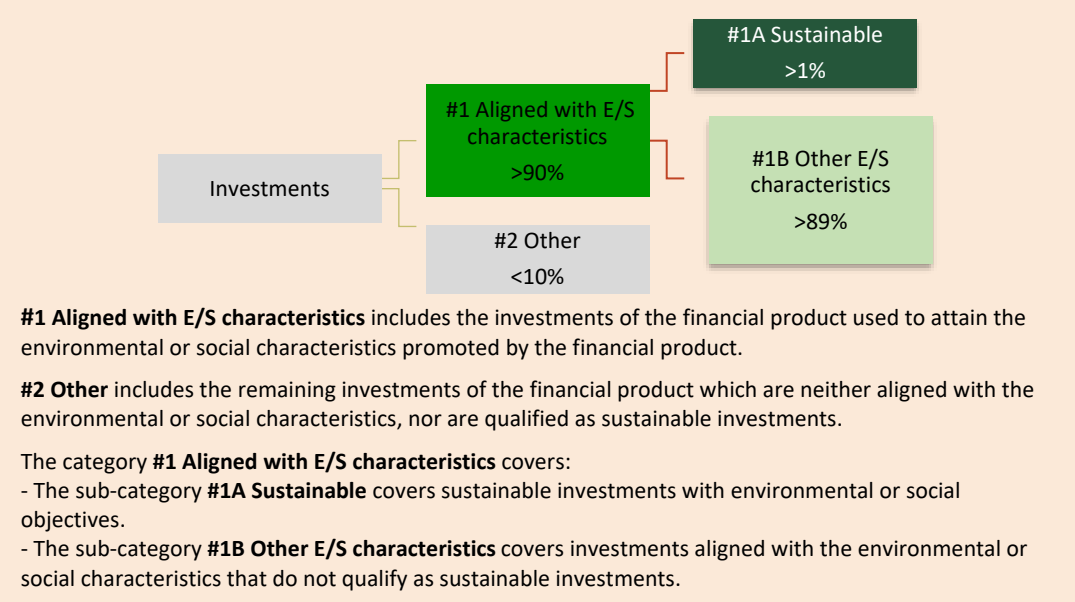 #1A Sustainable
>1%
#1 Aligned with E/S
characteristics
>90%
#1B Other E/S
characteristics
>89%
Investments
#2 Other
<10%
#1 Aligned with E/S characteristics includes the investments of the financial product used to attain the
environmental or social characteristics promoted by the financial product.
#2 Other includes the remaining investments of the financial product which are neither aligned with the
environmental or social characteristics, nor are qualified as sustainable investments.
The category #1 Aligned with E/S characteristics covers:
- The sub-category #1A Sustainable covers sustainable investments with environmental or social
objectives.
- The sub-category #1B Other E/S characteristics covers investments aligned with the environmental or
social characteristics that do not qualify as sustainable investments.